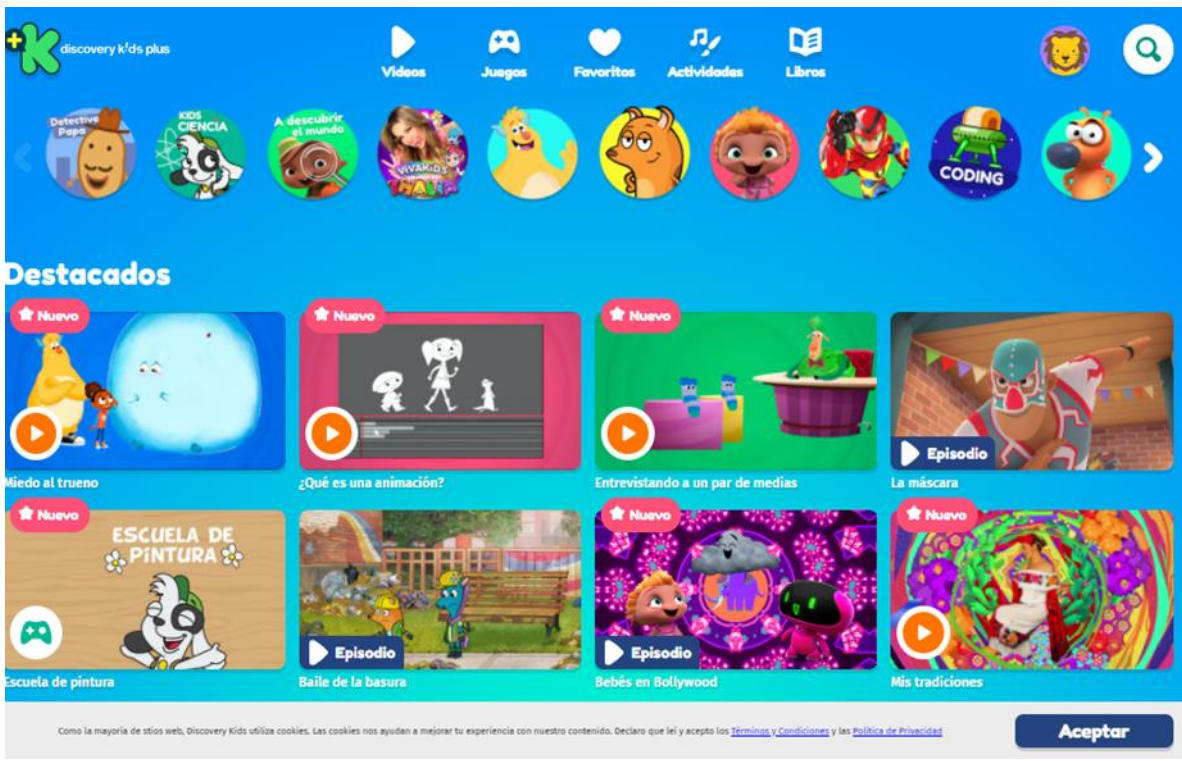 +K discovery kids plus
Videos
Juegos
Favoritos
Actividades
Libros
Detective
Papa
KIDS
CIENCIA
A descubrir
el mundo
VIVAKIDS
CODING
Destacados
Nuevo
Nuevo
Nuevo
Episodio
Miedo al trueno
¿Qué es una animación?
Entrevistando a un par de medias
La máscara
Nuevo
ESCUELA DE
PINTURA
Episodio
Nuevo
Episodio
Nuevo
Escuela de pintura
Baile de la basura
Bebés en Bollywood
Mis tradiciones
Como la mayoría de stios web, Discovery Kids utiliza cookies. Las cookies nos ayudan a mejorar tu experiencia con nuestro contenido. Declaro que leí y acepto los Términos y Condiciones y las Política de Privacidad
Aceptar